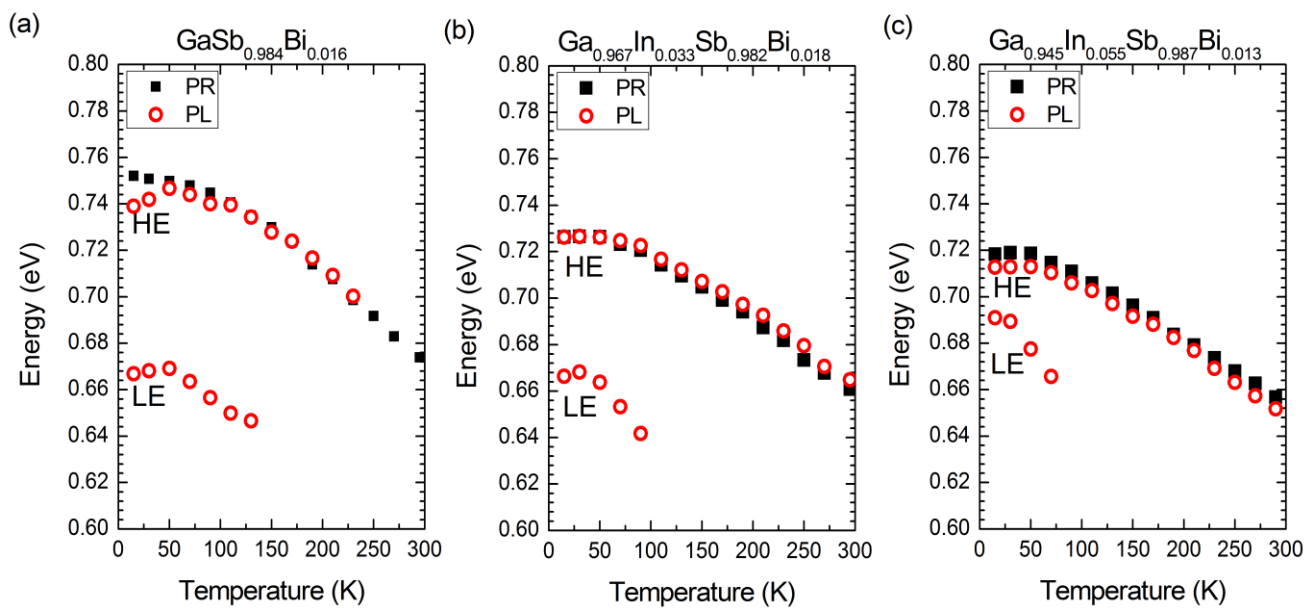 (a)
GaSb0.984Bi0.016
PR
PL
HE
LE
0.80
0.78
0.76
0.74
0.72
0.70
0.68
0.66
0.64
0.62
0.60
Energy (eV)
0 50 100 150 200 250 300
Temperature (K)
(b)
Ga0.967In0.033Sb0.982Bi0.018
PR
PL
HE
LE
0.80
0.78
0.76
0.74
0.72
0.70
0.68
0.66
0.64
0.62
0.60
Energy (eV)
0 50 100 150 200 250 300
Temperature (K)
(c)
Ga0.945In0.055Sb0.987Bi0.013
PR
PL
HE
LE
0.80
0.78
0.76
0.74
0.72
0.70
0.68
0.66
0.64
0.62
0.60
Energy (eV)
0 50 100 150 200 250 300
Temperature (K)